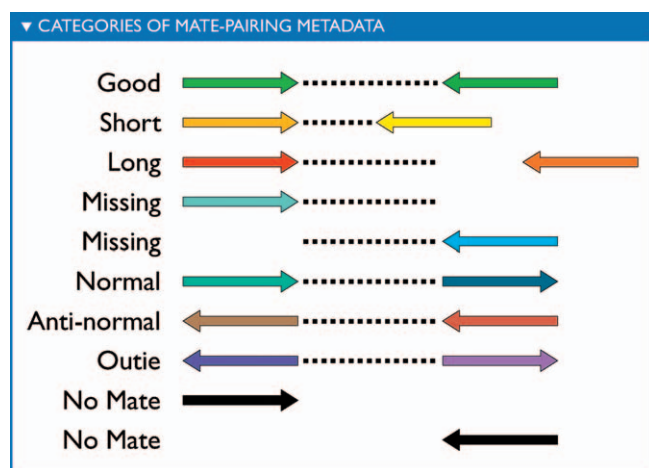 ▼ CATEGORIES OF MATE-PAIRING METADATA
Good
Short
Long
Missing
Missing
Normal
Anti-normal
Outie
No Mate
No Mate